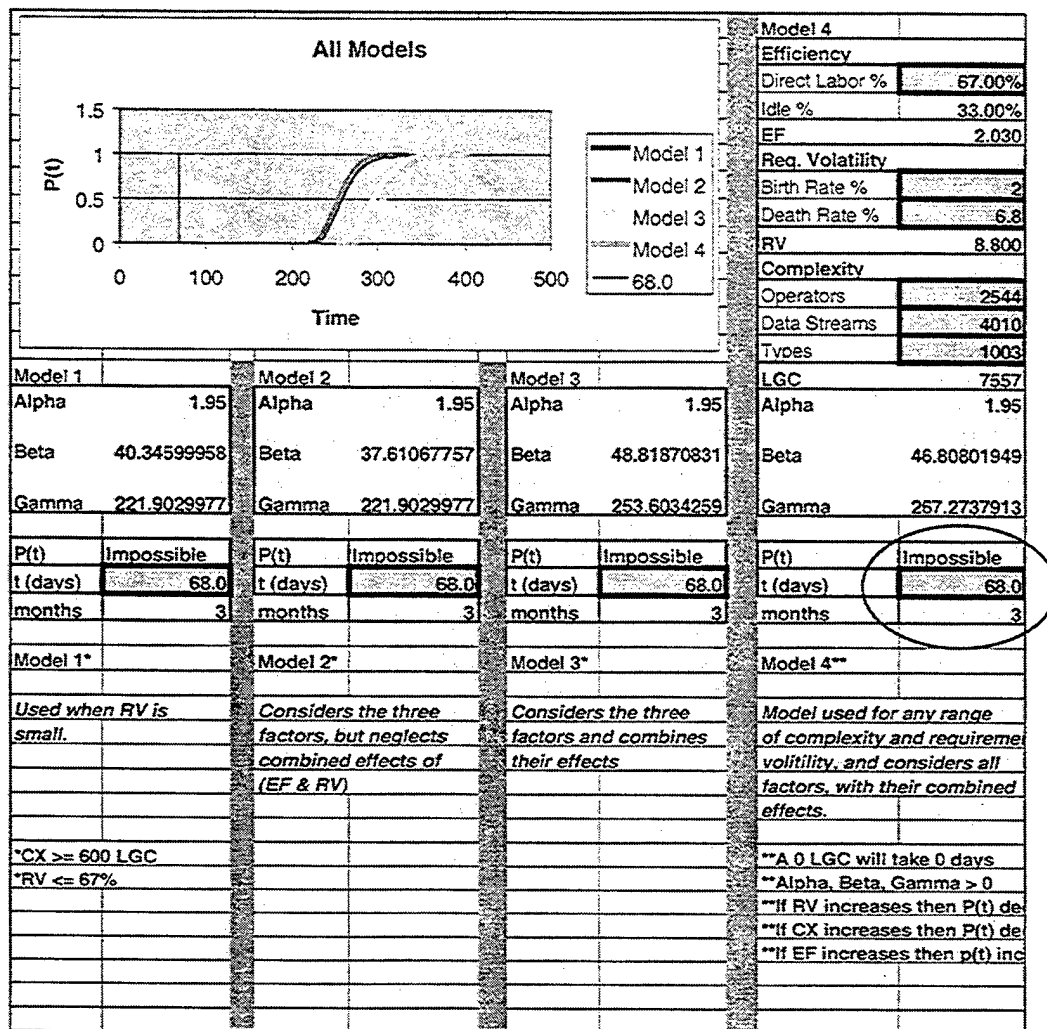 All Models
P(t)
1.5
1
0.5
0
0 100 200 300 400 500
Time
Model 1
Model 2
Model 3
Model 4
68.0
Model 4
Efficiency
Direct Labor % 67.00%
Idle % 33.00%
EF 2.030
Req. Volatility
Birth Rate % 2
Death Rate % 6.8
RV 8.800
Complexity
Operators 2544
Data Streams 4010
Types 1003
LGC 7557
Alpha 1.95
Beta 46.80801949
Gamma 257.2737913
P(t) Impossible
t (days) 68.0
months 3
Model 4**
Model used for any range
of complexity and requireme
volitility, and considers all
factors, with their combined
effects.
**A 0 LGC will take 0 days
**Alpha, Beta, Gamma > 0
**If RV increases then P(t) de
**If CX increases then P(t) de
**If EF increases then p(t) inc
Model 1
Alpha 1.95
Beta 40.34599958
Gamma 221.9029977
P(t) Impossible
t (days) 68.0
months 3
Model 1*
Used when RV is
small.
*CX >= 600 LGC
*RV <= 67%
Model 2
Alpha 1.95
Beta 37.61067757
Gamma 221.9029977
P(t) Impossible
t (days) 68.0
months 3
Model 2*
Considers the three
factors, but neglects
combined effects of
(EF & RV)
Model 3
Alpha 1.95
Beta 48.81870831
Gamma 253.6034259
P(t) Impossible
t (days) 68.0
months 3
Model 3*
Considers the three
factors and combines
their effects